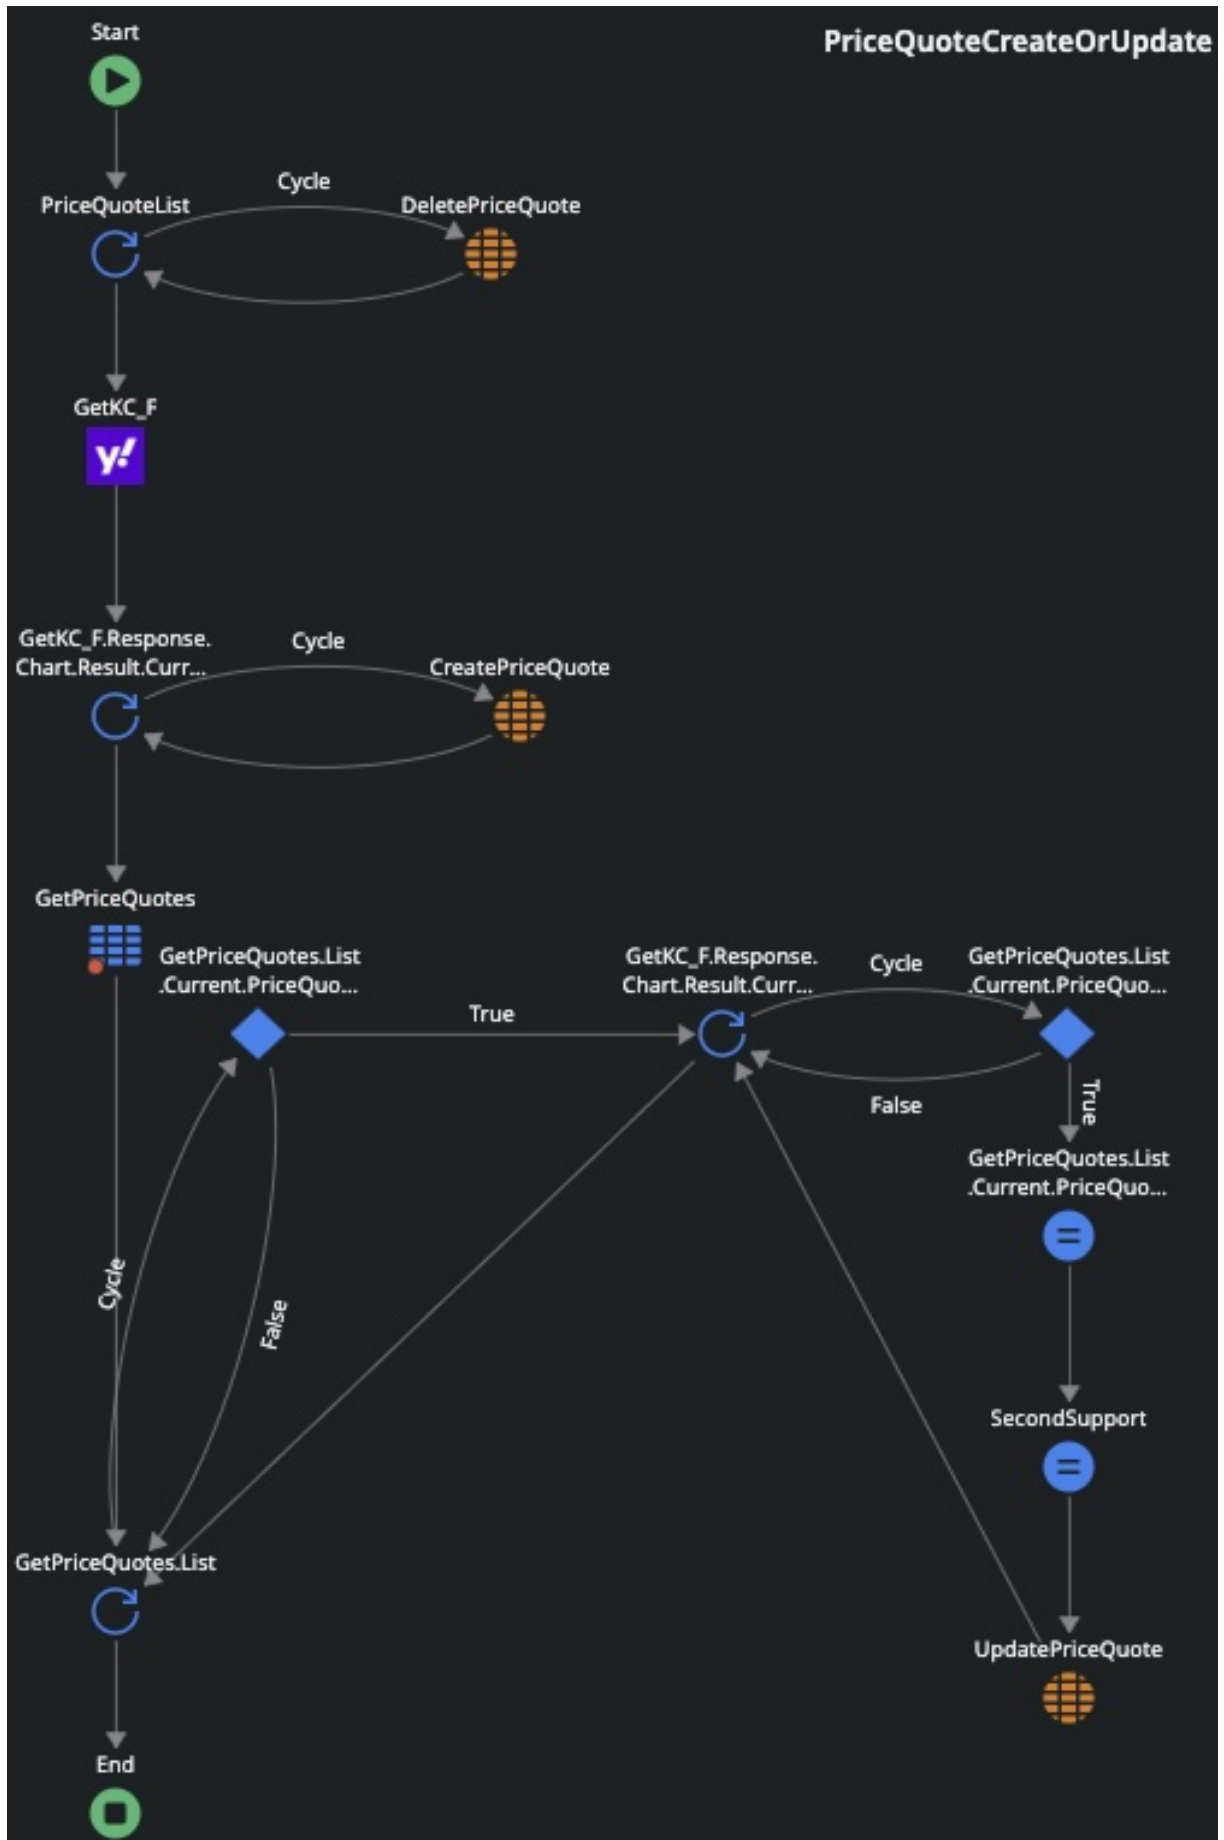 Start
PriceQuoteCreateOrUpdate
Cycle
PriceQuoteList
DeletePriceQuote
GetKC_F
y!
GetKC_F.Response.
Chart.Result.Curr...
Cycle
CreatePriceQuote
GetPriceQuotes
GetPriceQuotes.List
.Current.PriceQuo...
True
GetKC_F.Response.
Chart.Result.Curr...
Cycle
GetPriceQuotes.List
.Current.PriceQuo...
False
True
GetPriceQuotes.List
.Current.PriceQuo...
Cycle
False
SecondSupport
GetPriceQuotes.List
UpdatePriceQuote
End